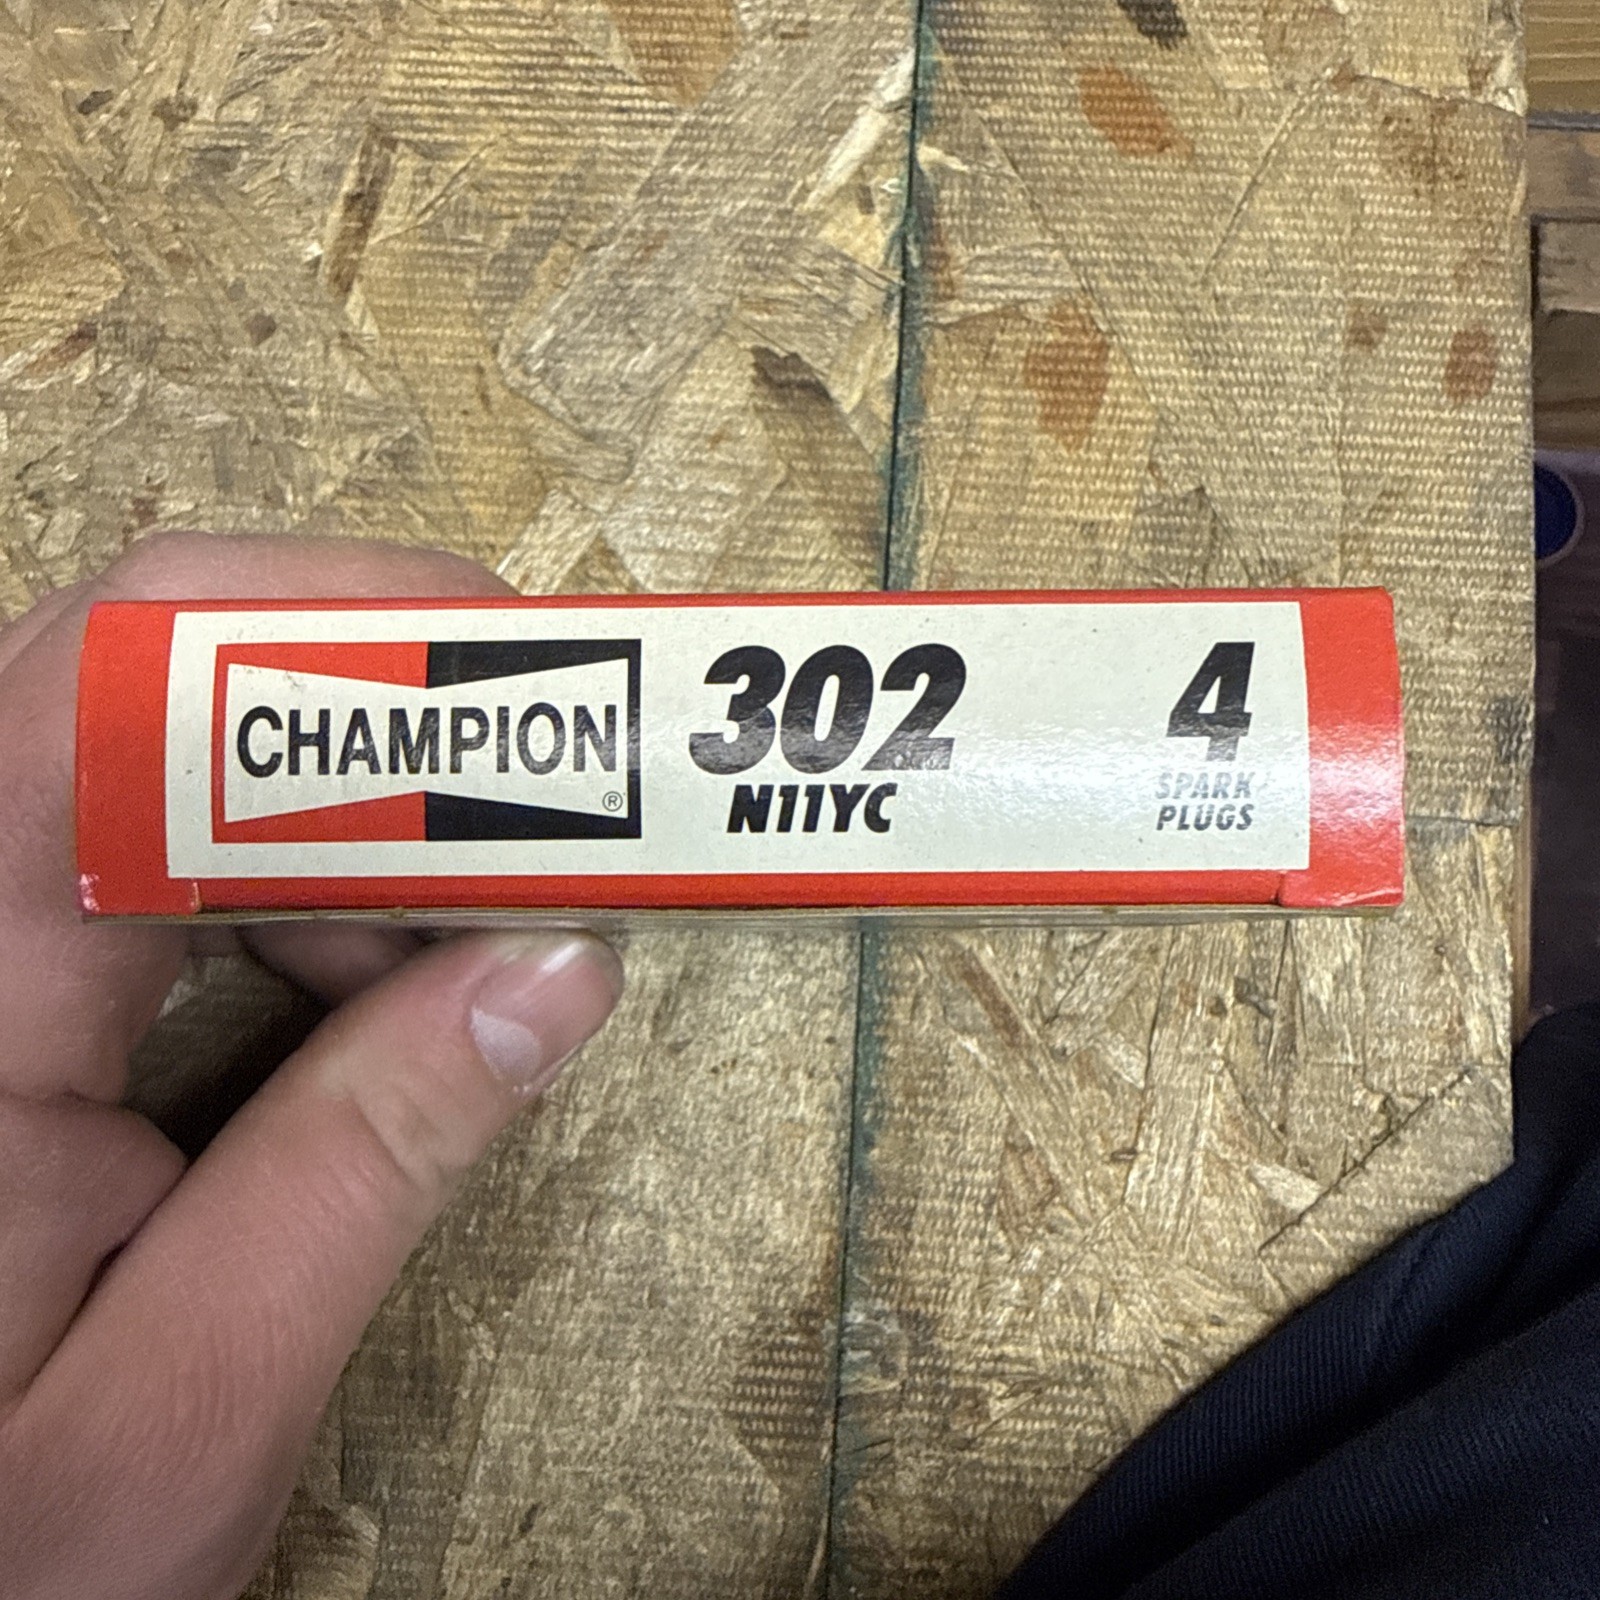 CHAMPION ®
302
N11YC
4
SPARK
PLUGS